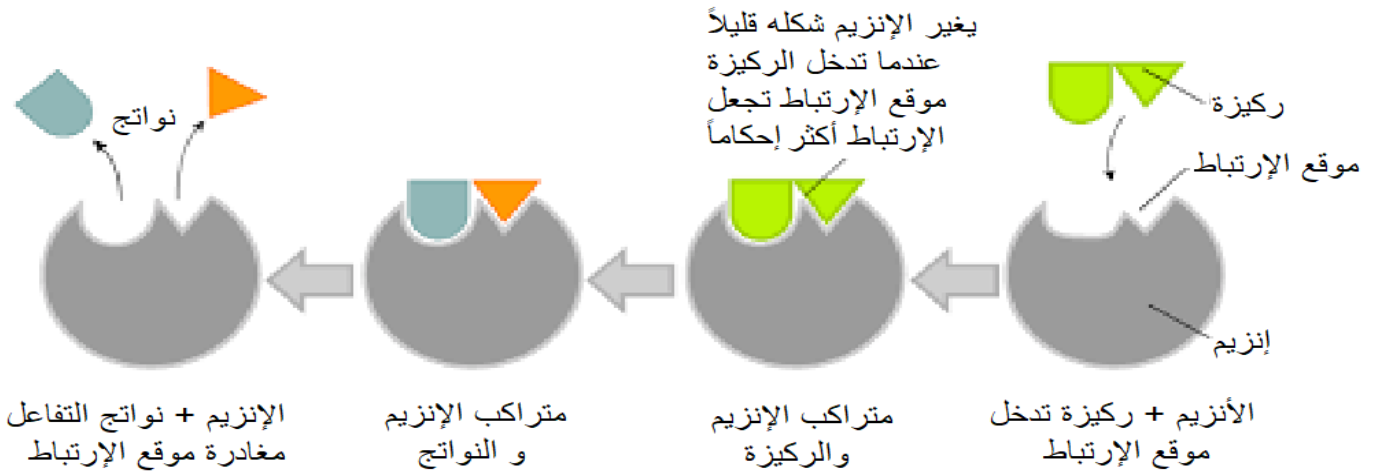 يغير الإنزيم شكله قليلاً
عندما تدخل الركيزة
موقع الإرتباط تجعل
الإرتباط أكثر إحكاماً
ركيزة
موقع الإرتباط
إنزيم
نواتج
الأنزيم + ركيزة تدخل
موقع الإرتباط
متراكب الإنزيم
والركيزة
متراكب الإنزيم
و النواتج
الإنزيم + نواتج التفاعل
مغادرة موقع الإرتباط